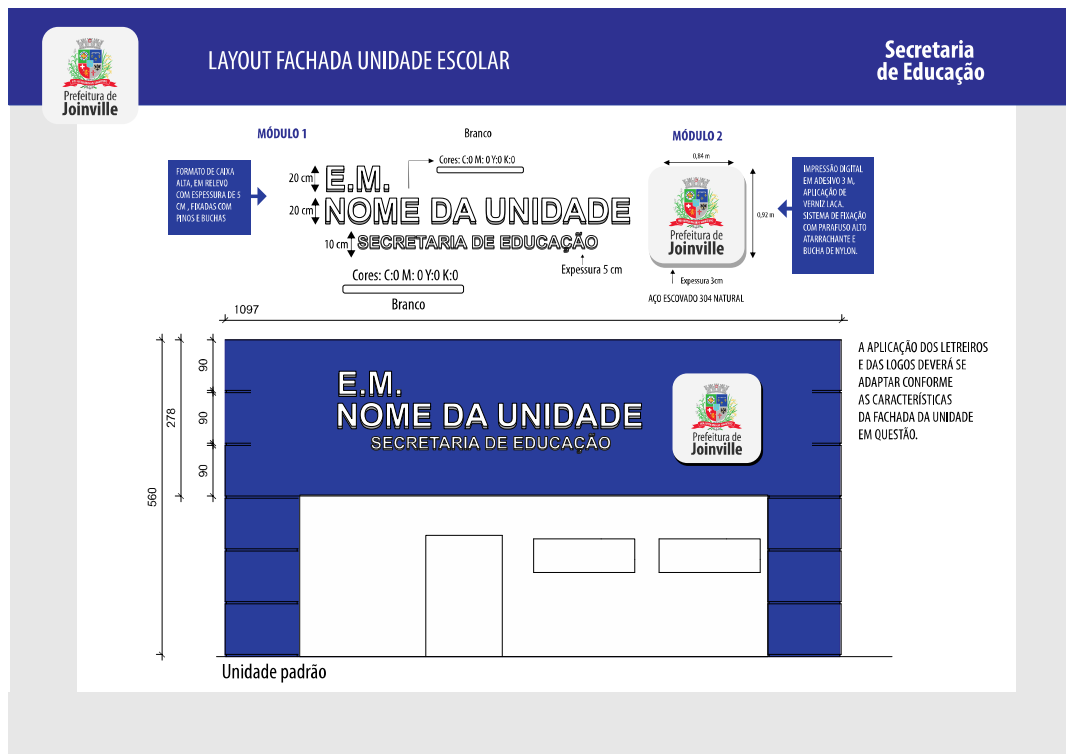 Prefeitura de
Joinville
LAYOUT FACHADA UNIDADE ESCOLAR
Secretaria
de Educação
MÓDULO 1
FORMATO DE CAIXA
ALTA, EM RELEVO
COM ESPESSURA DE 5
CM , FIXADAS COM
PINOS E BUCHAS
Branco
Cores: C:0 M: 0 Y:0 K:0
20 cm
E.M.
20 cm
NOME DA UNIDADE
10 cm
SECRETARIA DE EDUCAÇÃO
Expessura 5 cm
Cores: C:0 M: 0 Y:0 K:0
Branco
MÓDULO 2
0,84 m
0,92 m
Prefeitura de
Joinville
Expessura 3cm
AÇO ESCOVADO 304 NATURAL
IMPRESSÃO DIGITAL
EM ADESIVO 3 M,
APLICAÇÃO DE
VERNIZ LACA.
SISTEMA DE FIXAÇÃO
COM PARAFUSO ALTO
ATARRACHANTE E
BUCHA DE NYLON.
1097
560
278
90
90
90
E.M.
NOME DA UNIDADE
SECRETARIA DE EDUCAÇÃO
Prefeitura de
Joinville
A APLICAÇÃO DOS LETREIROS
E DAS LOGOS DEVERÁ SE
ADAPTAR CONFORME
AS CARACTERÍSTICAS
DA FACHADA DA UNIDADE
EM QUESTÃO.
Unidade padrão